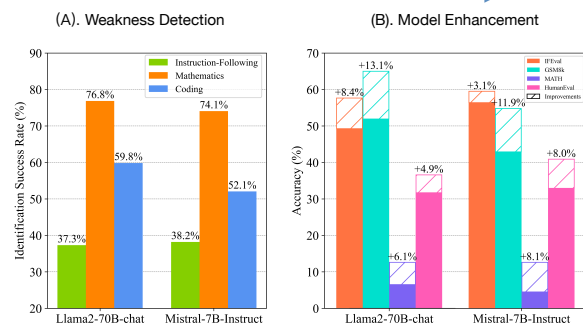 (A). Weakness Detection
Identification Success Rate (%)
90
80
70
60
50
40
30
20
Instruction-Following
Mathematics
Coding
37.3%
76.8%
59.8%
38.2%
74.1%
52.1%
Llama2-70B-chat
Mistral-7B-Instruct
(B). Model Enhancement
Accuracy (%)
70
60
50
40
30
20
10
0
IFEval
GSM8k
MATH
HumanEval
Improvements
+8.4%
+13.1%
+6.1%
+4.9%
+3.1%
+11.9%
+8.1%
+8.0%
Llama2-70B-chat
Mistral-7B-Instruct